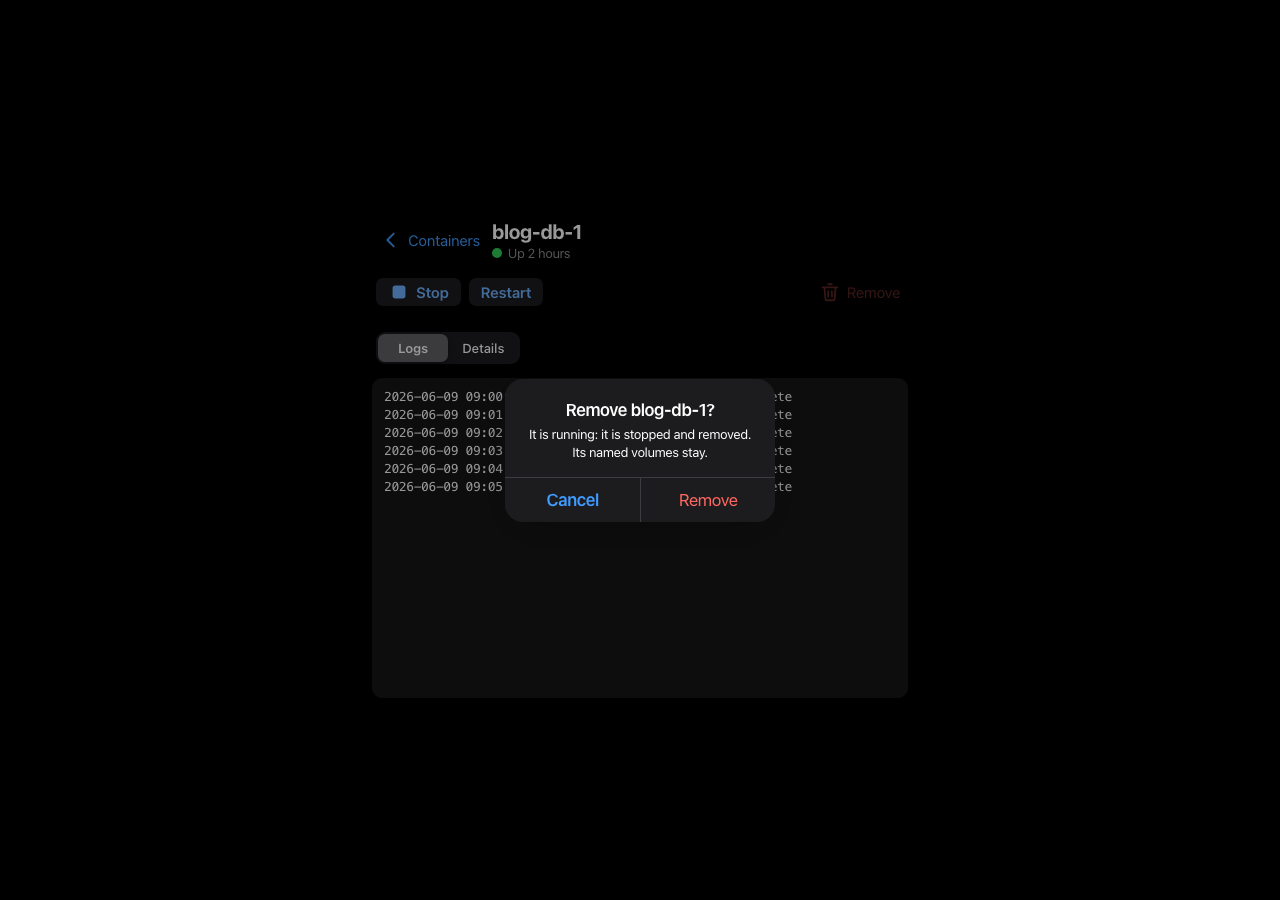 Containers
blog-db-1
Up 2 hours
Stop
Restart
Remove
Logs
Details
2026-06-09 09:00
2026-06-09 09:01
2026-06-09 09:02
2026-06-09 09:03
2026-06-09 09:04
2026-06-09 09:05
Remove blog-db-1?
It is running: it is stopped and removed.
Its named volumes stay.
Cancel
Remove